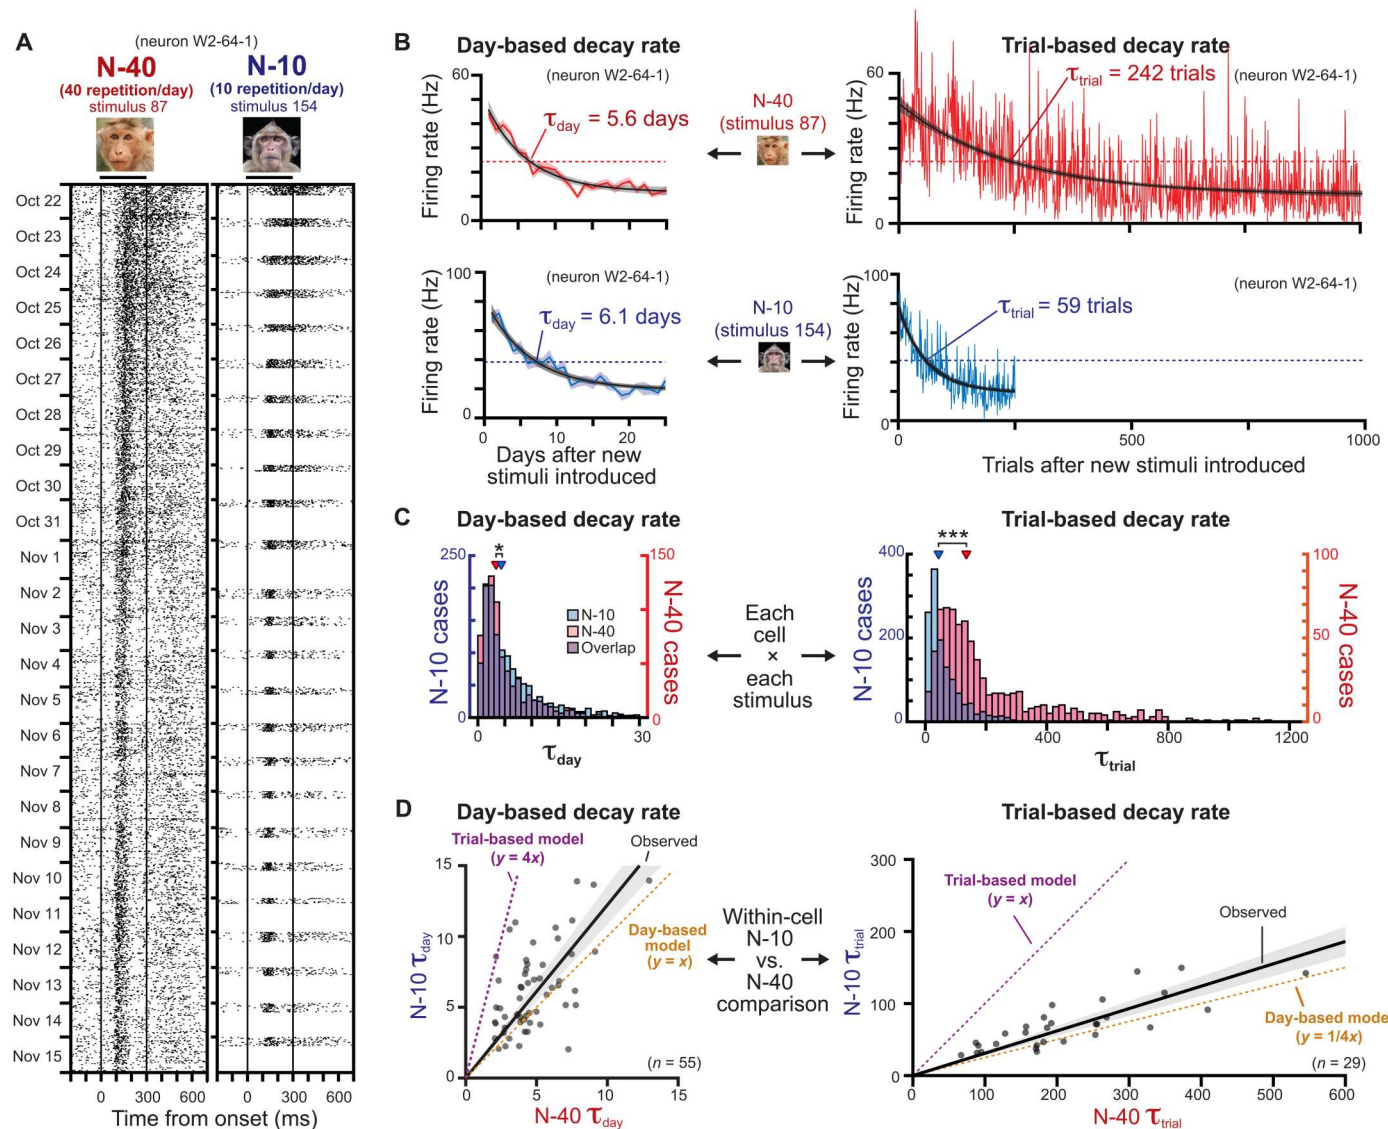 A
(neuron W2-64-1)
N-40
(40 repetition/day)
stimulus 87
N-10
(10 repetition/day)
stimulus 154
Oct 22
Oct 23
Oct 24
Oct 25
Oct 26
Oct 27
Oct 28
Oct 29
Oct 30
Oct 31
Nov 1
Nov 2
Nov 3
Nov 4
Nov 5
Nov 6
Nov 7
Nov 8
Nov 9
Nov 10
Nov 11
Nov 12
Nov 13
Nov 14
Nov 15
0 300 600 0 300 600
Time from onset (ms)
B
Day-based decay rate
Trial-based decay rate
Firing rate (Hz)
60
0
(neuron W2-64-1)
τday = 5.6 days
N-40
(stimulus 87)
Firing rate (Hz)
60
0
τtrial = 242 trials
(neuron W2-64-1)
Firing rate (Hz)
100
0
(neuron W2-64-1)
τday = 6.1 days
0 10 20
Days after new
stimuli introduced
N-10
(stimulus 154)
Firing rate (Hz)
100
0
τtrial = 59 trials
(neuron W2-64-1)
0 500 1000
Trials after new stimuli introduced
C
Day-based decay rate
Trial-based decay rate
N-10 cases
250
0
*
N-10
N-40
Overlap
150
0
N-40 cases
0 30
τday
Each
cell
×
each
stimulus
N-10 cases
400
200
0
***
100
50
0
N-40 cases
0 400 800 1200
τtrial
D
Day-based decay rate
Trial-based decay rate
Trial-based model
(y = 4x)
Observed
Day-based
model
(y = x)
N-10 τday
15
10
5
0
(n = 55)
0 5 10 15
N-40 τday
Within-cell
N-10
vs.
N-40
comparison
N-10 τtrial
300
200
100
0
Trial-based model
(y = x)
Observed
Day-based mode
(y = 1/4x)
(n = 29)
0 100 200 300 400 500 600
N-40 τtrial